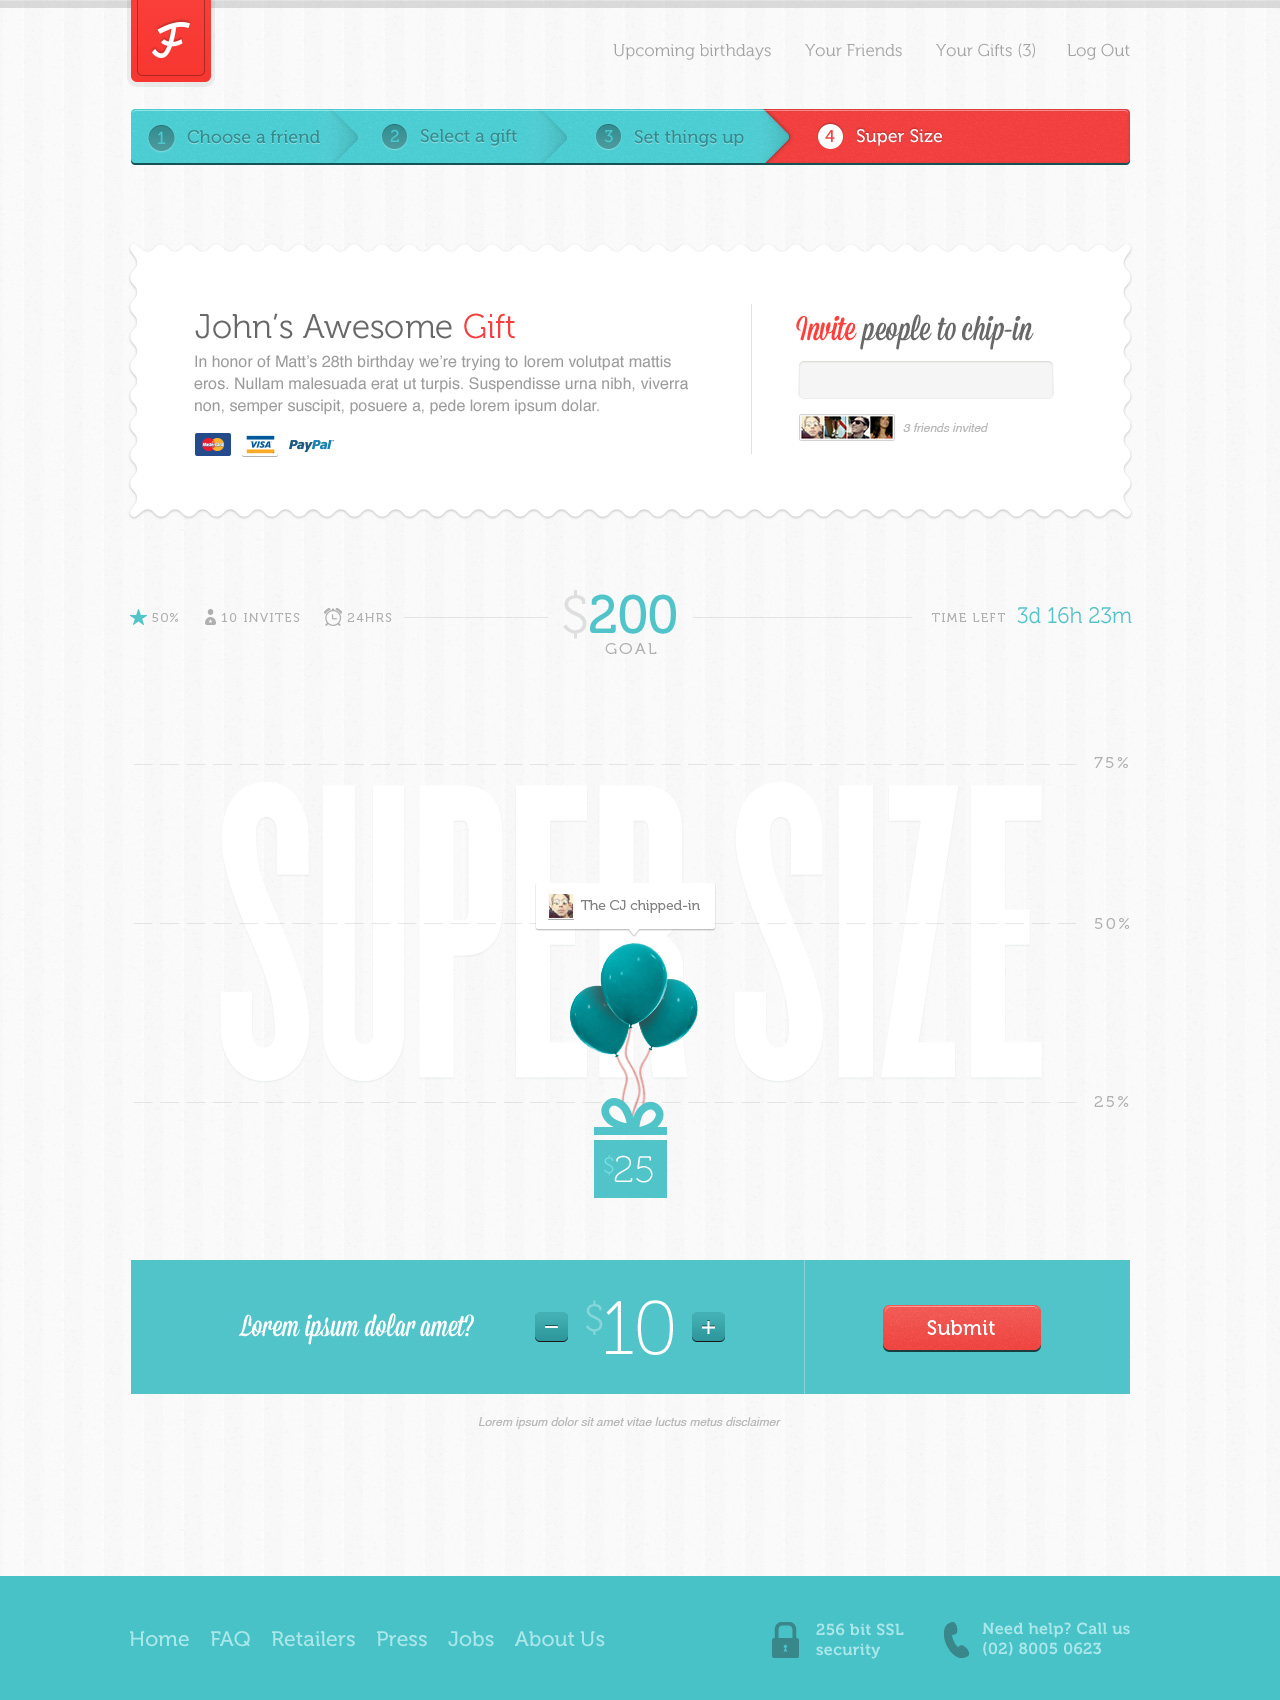 F
Upcoming birthdays Your Friends Your Gifts (3) Log Out
1 Choose a friend 2 Select a gift 3 Set things up 4 Super Size
John's Awesome Gift
In honor of Matt's 28th birthday we're trying to lorem volutpat mattis
eros. Nullam malesuada erat ut turpis. Suspendisse urna nibh, viverra
non, semper suscipit, posuere a, pede lorem ipsum dolar.
MasterCard VISA PayPal
Invite people to chip-in
3 friends invited
50% 10 INVITES 24HRS
$200
GOAL
TIME LEFT 3d 16h 23m
75%
SUPER SIZE
The CJ chipped-in
50%
25%
$25
Lorem ipsum dolar amet? − $10 + Submit
Lorem ipsum dolor sit amet vitae luctus metus disclaimer
Home FAQ Retailers Press Jobs About Us
256 bit SSL
security
Need help? Call us
(02) 8005 0623